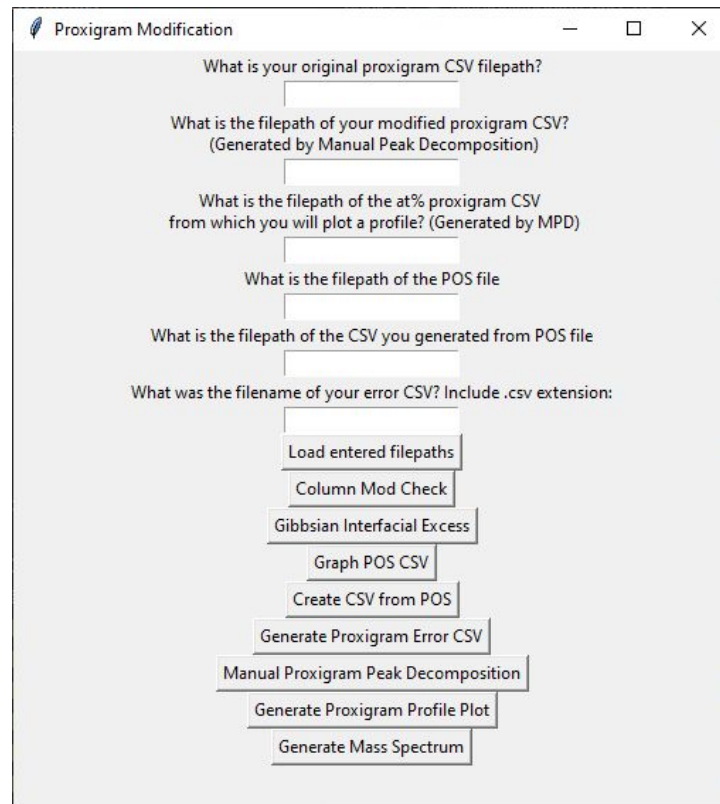 Proxigram Modification
What is your original proxigram CSV filepath?
What is the filepath of your modified proxigram CSV?
(Generated by Manual Peak Decomposition)
What is the filepath of the at% proxigram CSV
from which you will plot a profile? (Generated by MPD)
What is the filepath of the POS file
What is the filepath of the CSV you generated from POS file
What was the filename of your error CSV? Include .csv extension:
Load entered filepaths
Column Mod Check
Gibbsian Interfacial Excess
Graph POS CSV
Create CSV from POS
Generate Proxigram Error CSV
Manual Proxigram Peak Decomposition
Generate Proxigram Profile Plot
Generate Mass Spectrum